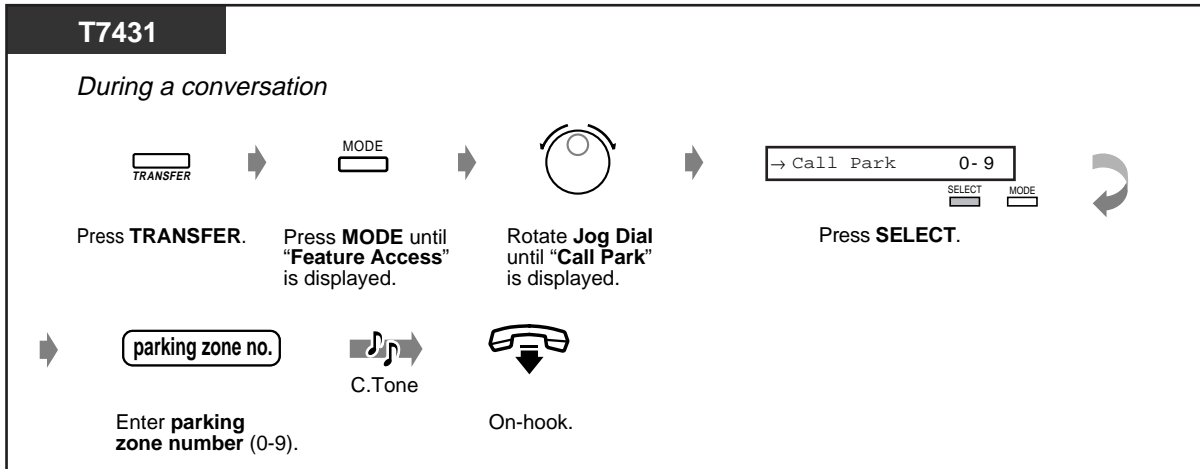 T7431
During a conversation
TRANSFER
MODE
→ Call Park 0-9
SELECT MODE
Press TRANSFER.
Press MODE until
“Feature Access”
is displayed.
Rotate Jog Dial
until “Call Park”
is displayed.
Press SELECT.
parking zone no.
C.Tone
Enter parking
zone number (0-9).
On-hook.